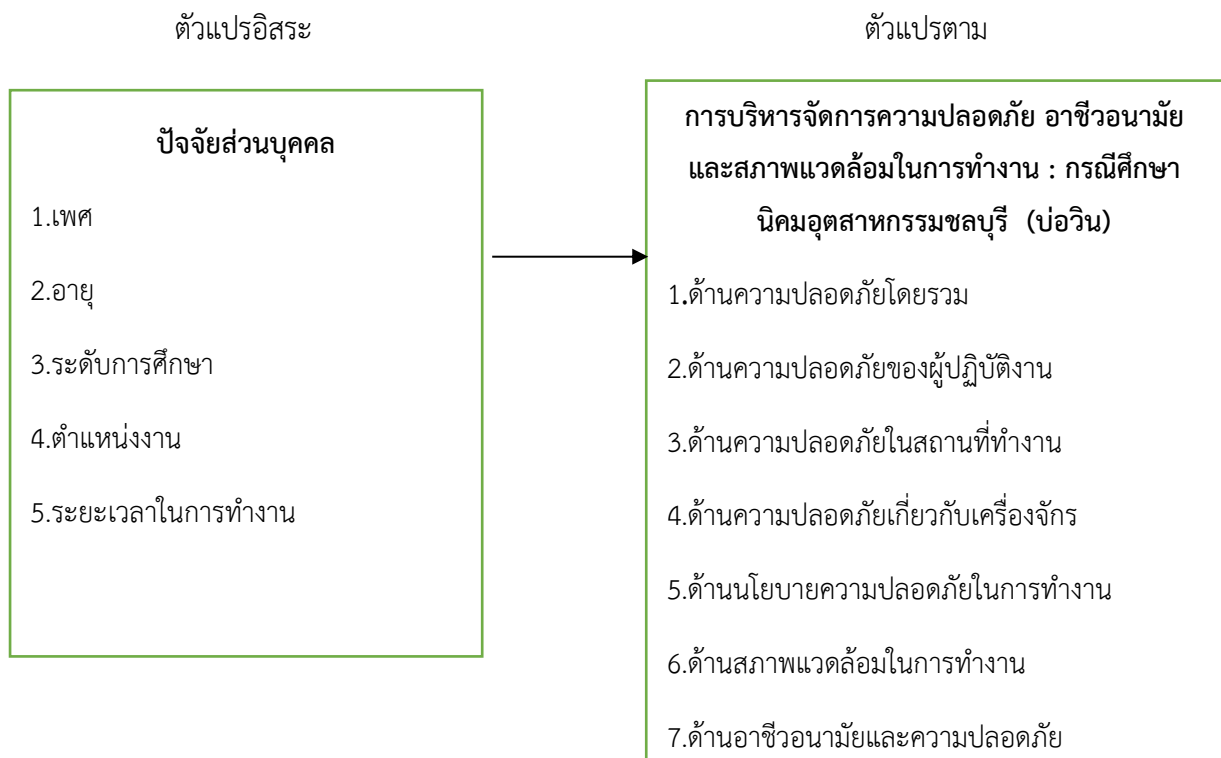 ตัวแปรอิสระ
ตัวแปรตาม
ปัจจัยส่วนบุคคล
1.เพศ
2.อายุ
3.ระดับการศึกษา
4.ตำแหน่งงาน
5.ระยะเวลาในการทำงาน
การบริหารจัดการความปลอดภัย อาชีวอนามัย
และสภาพแวดล้อมในการทำงาน : กรณีศึกษา
นิคมอุตสาหกรรมชลบุรี (บ่อวิน)
1.ด้านความปลอดภัยโดยรวม
2.ด้านความปลอดภัยของผู้ปฏิบัติงาน
3.ด้านความปลอดภัยในสถานที่ทำงาน
4.ด้านความปลอดภัยเกี่ยวกับเครื่องจักร
5.ด้านนโยบายความปลอดภัยในการทำงาน
6.ด้านสภาพแวดล้อมในการทำงาน
7.ด้านอาชีวอนามัยและความปลอดภัย